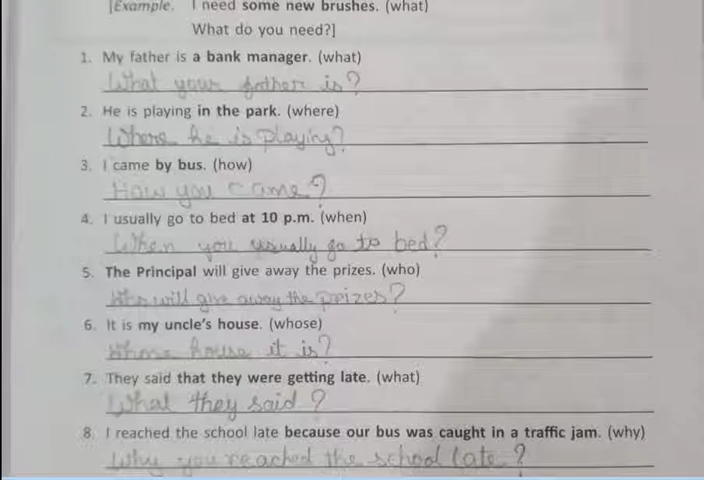 [Example. I need some new brushes. (what)
What do you need?]
1. My father is a bank manager. (what)
What your father is?
2. He is playing in the park. (where)
Where he is playing?
3. I came by bus. (how)
How you came?
4. I usually go to bed at 10 p.m. (when)
When you usually go to bed?
5. The Principal will give away the prizes. (who)
Who will give away the prizes?
6. It is my uncle's house. (whose)
Whose house it is?
7. They said that they were getting late. (what)
What they said?
8. I reached the school late because our bus was caught in a traffic jam. (why)
Why you reached the school late?